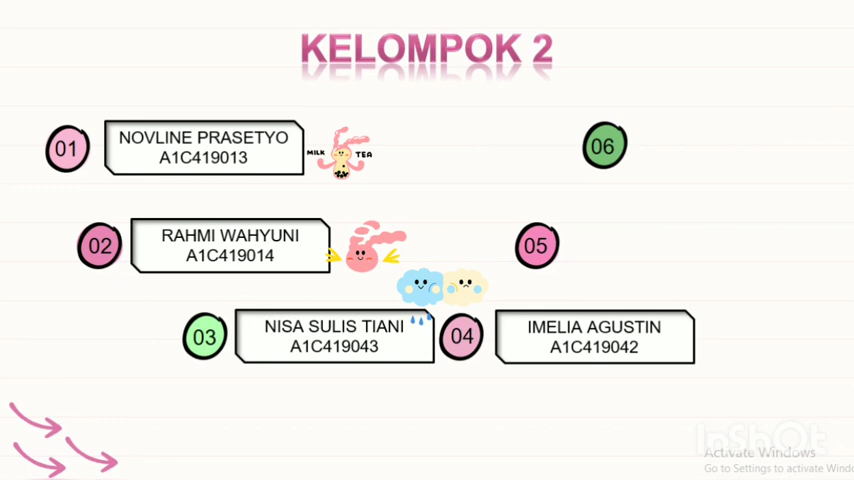 KELOMPOK 2
01
NOVLINE PRASETYO
A1C419013
MILK TEA
06
02
RAHMI WAHYUNI
A1C419014
05
03
NISA SULIS TIANI
A1C419043
04
IMELIA AGUSTIN
A1C419042
InShOt
Activate Windows
Go to Settings to activate Windo